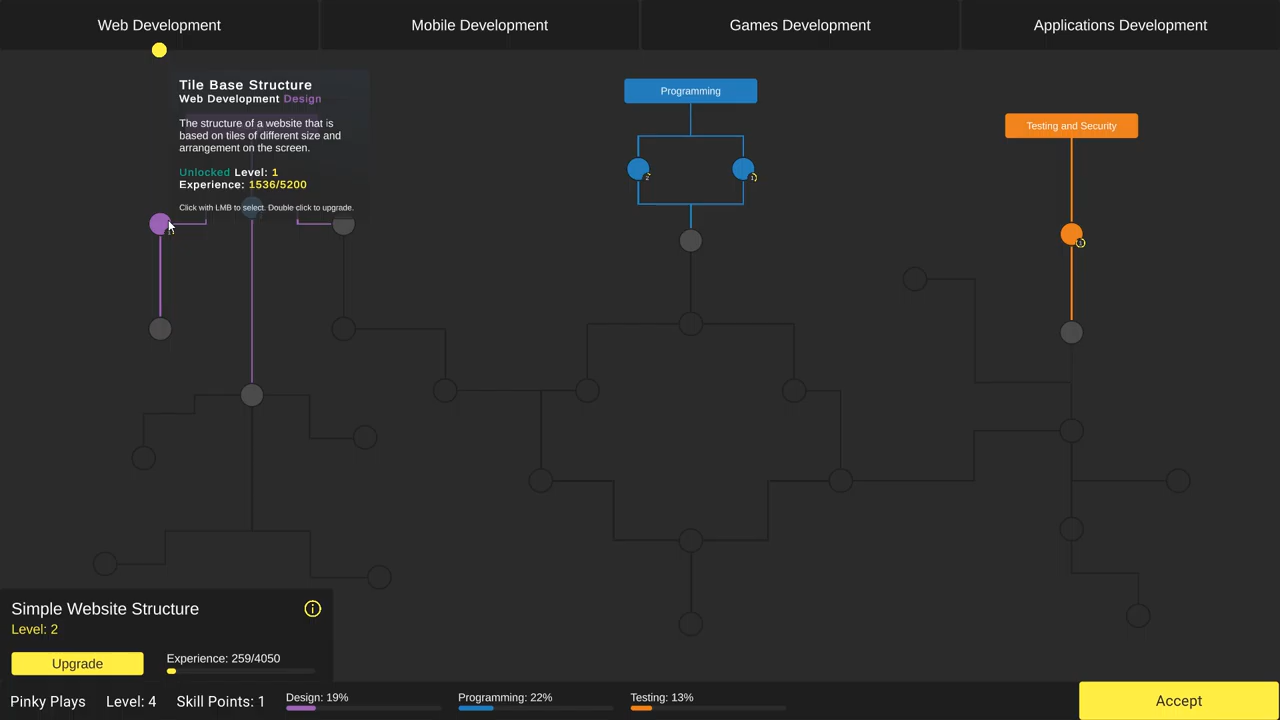 Web Development
Mobile Development
Games Development
Applications Development
Tile Base Structure
Web Development Design
The structure of a website that is
based on tiles of different size and
arrangement on the screen.
Unlocked Level: 1
Experience: 1536/5200
Click with LMB to select. Double click to upgrade.
Programming
2
1
Testing and Security
1
Simple Website Structure
Level: 2
Upgrade
Experience: 259/4050
Pinky Plays
Level: 4
Skill Points: 1
Design: 19%
Programming: 22%
Testing: 13%
Accept